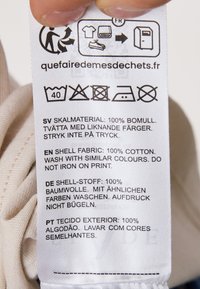 FR
quefairedemesdechets.fr
40
SV SKALMATERIAL: 100% BOMULL.
TVÄTTA MED LIKNANDE FÄRGER.
STRYK INTE PÅ TRYCK.
EN SHELL FABRIC: 100% COTTON.
WASH WITH SIMILAR COLOURS. DO
NOT IRON ON PRINT.
DE SHELL-STOFF: 100%
BAUMWOLLE. MIT ÄHNLICHEN
FARBEN WASCHEN. AUFDRUCK
NICHT BÜGELN.
PT TECIDO EXTERIOR: 100%
ALGODÃO. LAVAR COM CORES
SEMELHANTES.